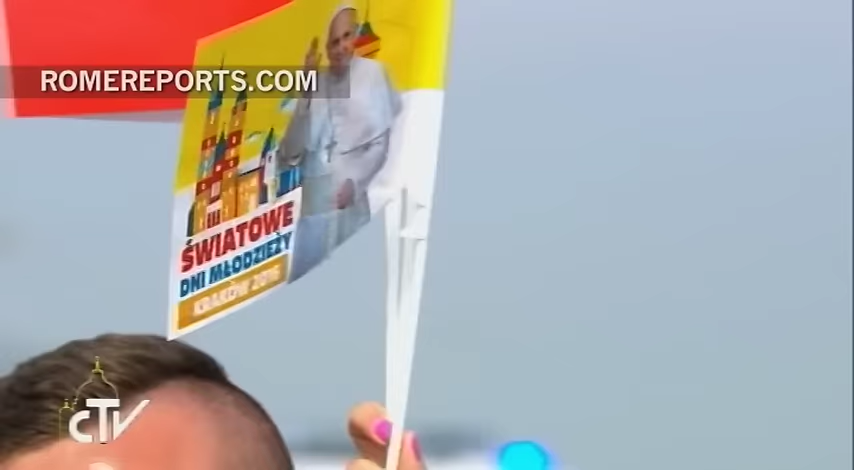 ROMEREPORTS.COM
ŚWIATOWE
DNI MŁODZIEŻY
KRAKÓW 2016
CTV